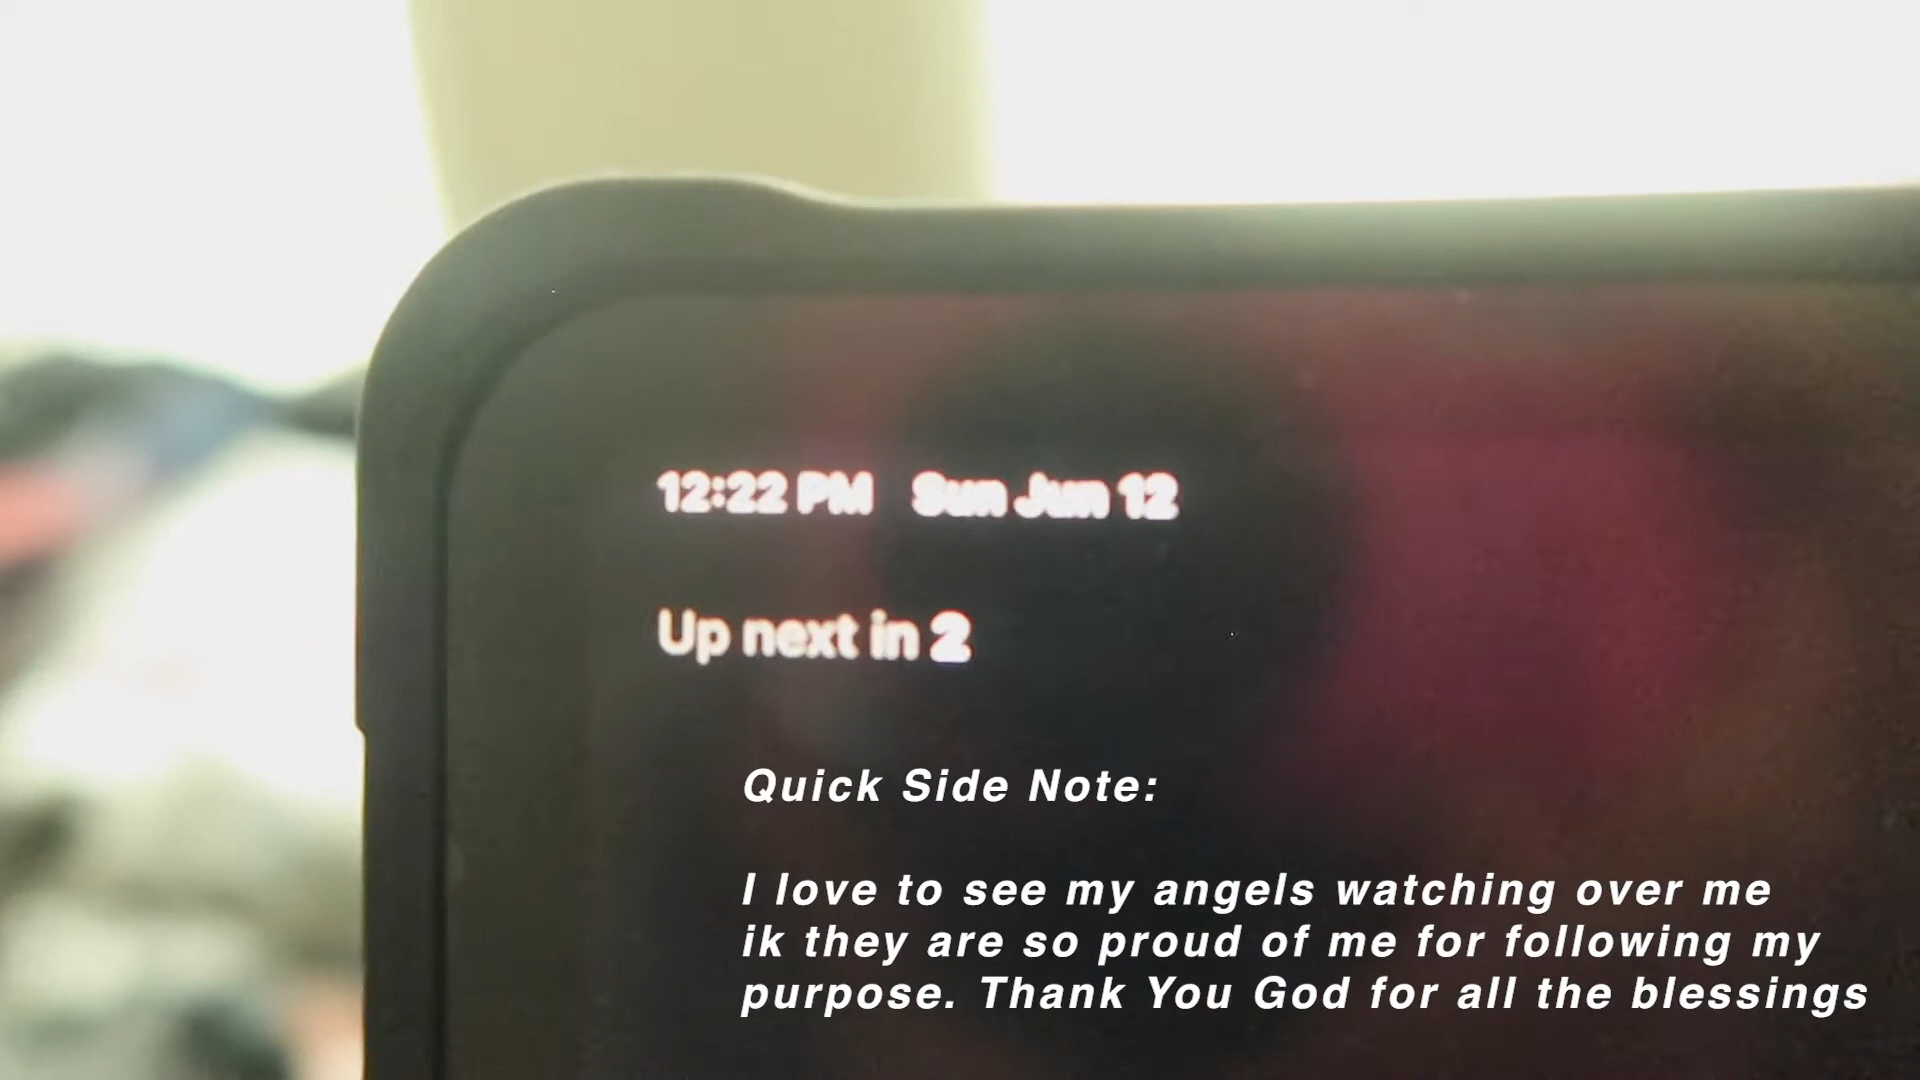 12:22 PM Sun Jun 12
Up next in 2
Quick Side Note:
I love to see my angels watching over me
ik they are so proud of me for following my
purpose. Thank You God for all the blessings